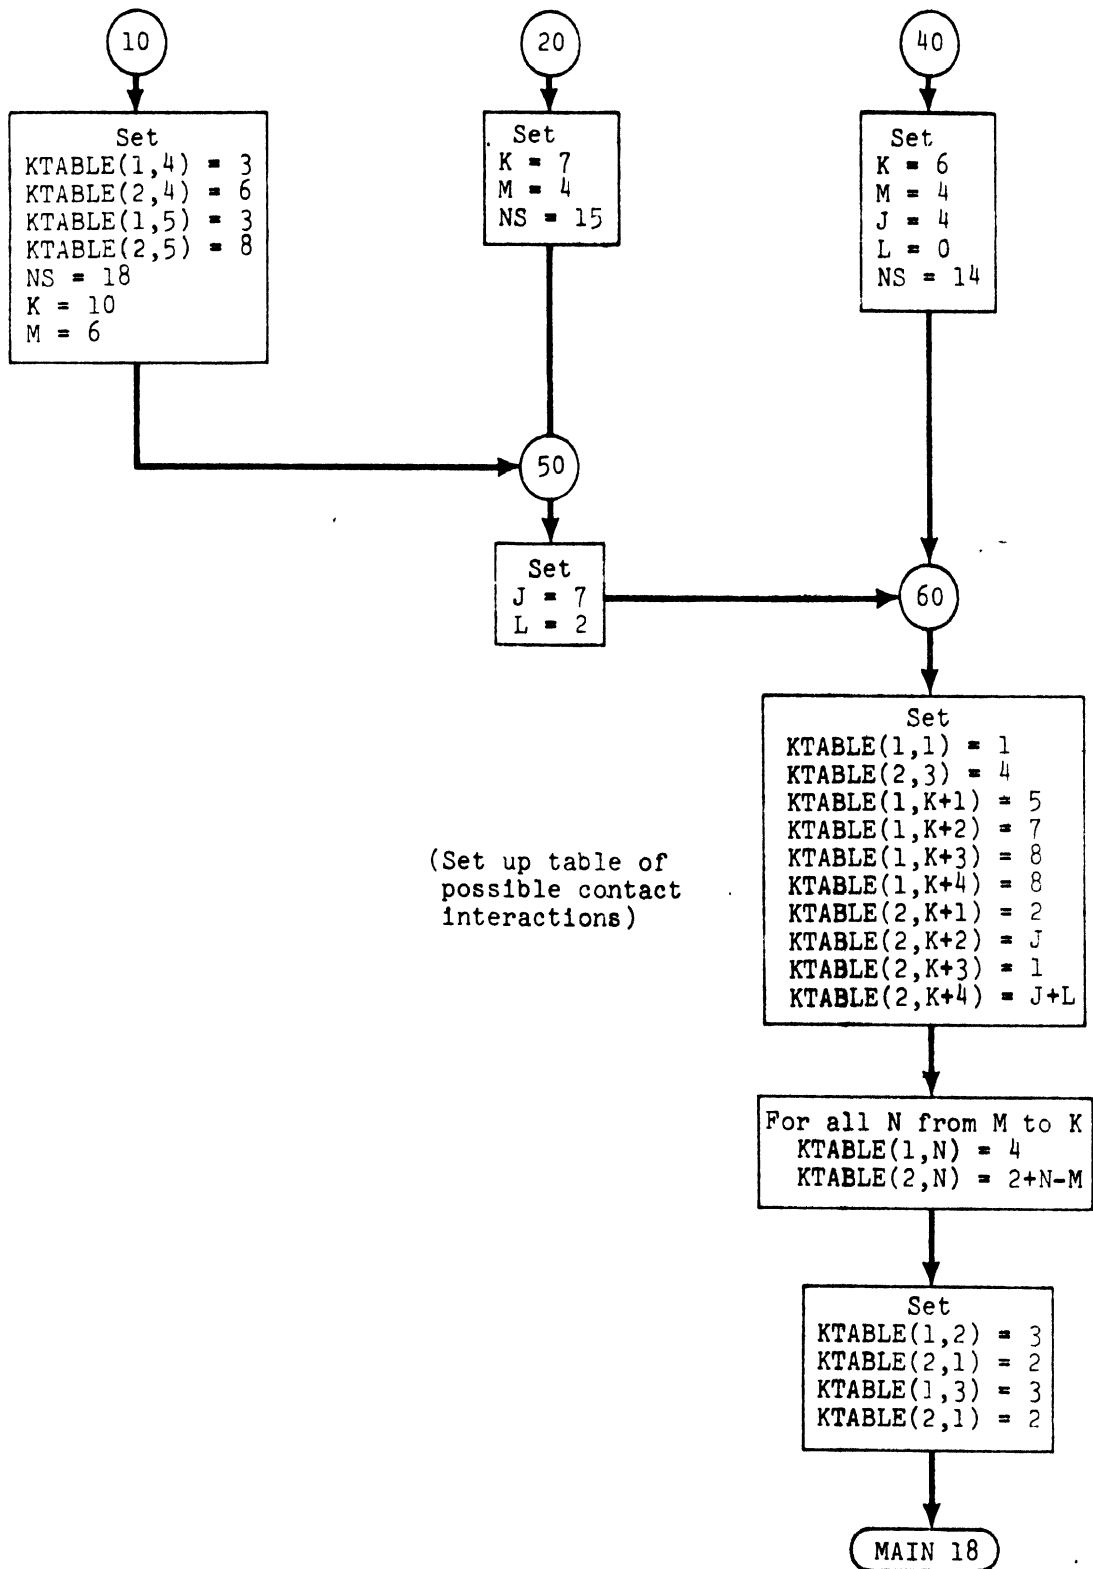 10
Set
KTABLE(1,4) = 3
KTABLE(2,4) = 6
KTABLE(1,5) = 3
KTABLE(2,5) = 8
NS = 18
K = 10
M = 6
20
Set
K = 7
M = 4
NS = 15
40
Set
K = 6
M = 4
J = 4
L = 0
NS = 14
50
Set
J = 7
L = 2
60
Set
KTABLE(1,1) = 1
KTABLE(2,3) = 4
KTABLE(1,K+1) = 5
KTABLE(1,K+2) = 7
KTABLE(1,K+3) = 8
KTABLE(1,K+4) = 8
KTABLE(2,K+1) = 2
KTABLE(2,K+2) = J
KTABLE(2,K+3) = 1
KTABLE(2,K+4) = J+L
(Set up table of
possible contact
interactions)
For all N from M to K
KTABLE(1,N) = 4
KTABLE(2,N) = 2+N-M
Set
KTABLE(1,2) = 3
KTABLE(2,1) = 2
KTABLE(1,3) = 3
KTABLE(2,1) = 2
MAIN 18